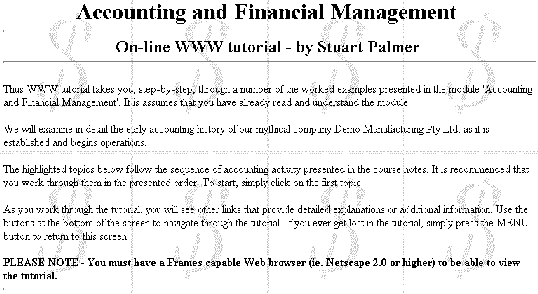 Accounting and Financial Management
On-line WWW tutorial - by Stuart Palmer
This WWW tutorial takes you, step-by-step, through a number of the worked examples presented in the module 'Accounting
and Financial Management'. It is assumes that you have already read and understand the module.
We will examine in detail the early accounting history of our mythical company Demo Manufacturing Pty Ltd. as it is
established and begins operations.
The highlighted topics below follow the sequence of accounting activity presented in the course notes. It is recommended that
you work through them in the presented order. To start, simply click on the first topic.
As you work through the tutorial, you will see other links that provide detailed explanations or additional information. Use the
buttons at the bottom of the screen to navigate through the tutorial. If you ever get lost in the tutorial, simply press the MENU
button to return to this screen.
PLEASE NOTE - You must have a Frames capable Web browser (ie. Netscape 2.0 or higher) to be able to view
the tutorial.